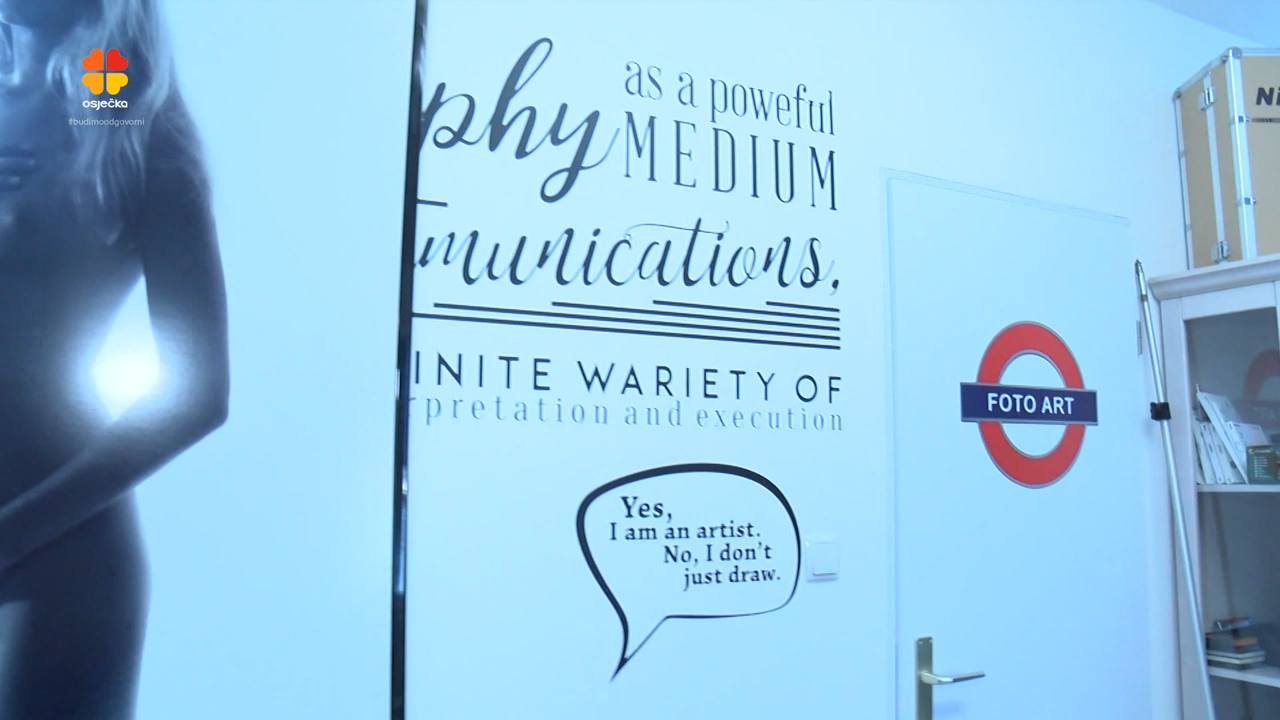 osječka
#budimoodgovorni
phy
as a poweful
MEDIUM
munications,
INITE WARIETY OF
rpretation and execution
Yes,
I am an artist.
No, I don't
just draw.
FOTO ART
Ni